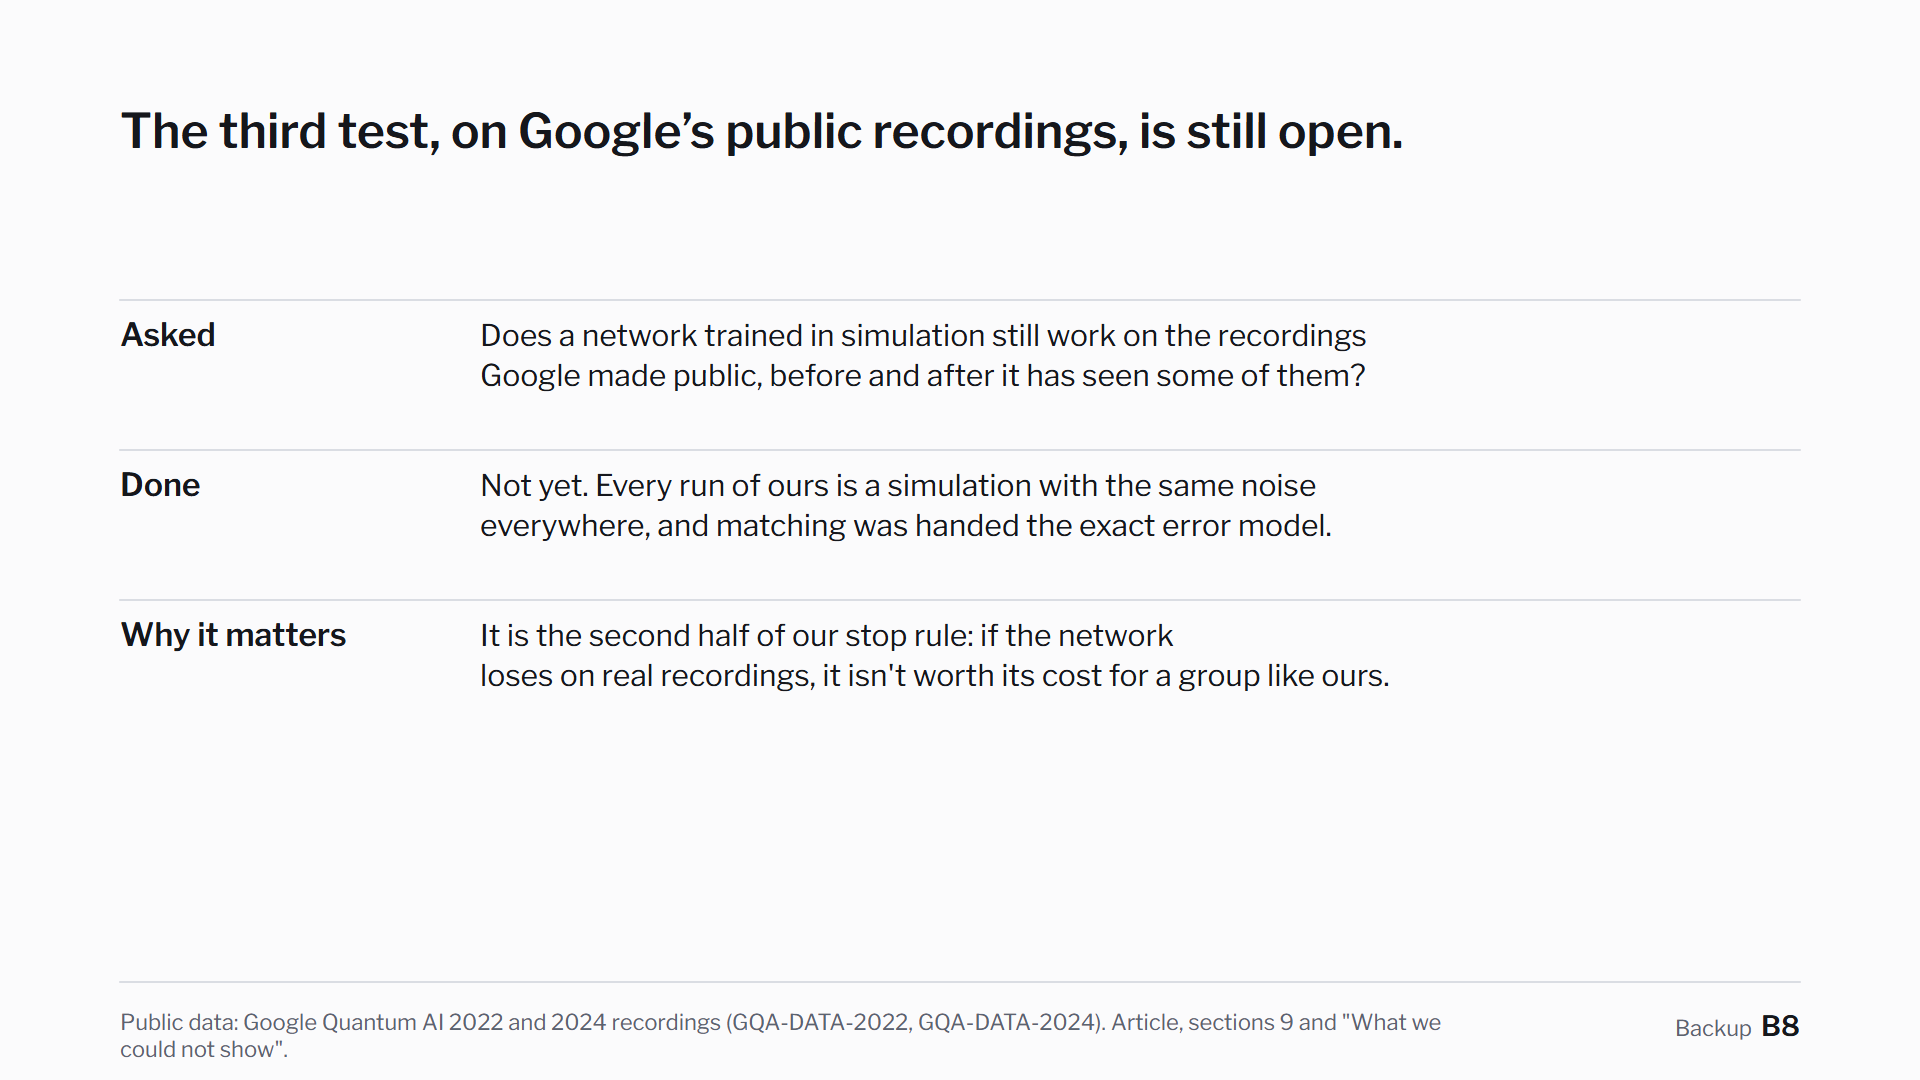 The third test, on Google’s public recordings, is still open.
Asked
Does a network trained in simulation still work on the recordings
Google made public, before and after it has seen some of them?
Done
Not yet. Every run of ours is a simulation with the same noise
everywhere, and matching was handed the exact error model.
Why it matters
It is the second half of our stop rule: if the network
loses on real recordings, it isn't worth its cost for a group like ours.
Public data: Google Quantum AI 2022 and 2024 recordings (GQA-DATA-2022, GQA-DATA-2024). Article, sections 9 and "What we
could not show".
Backup B8